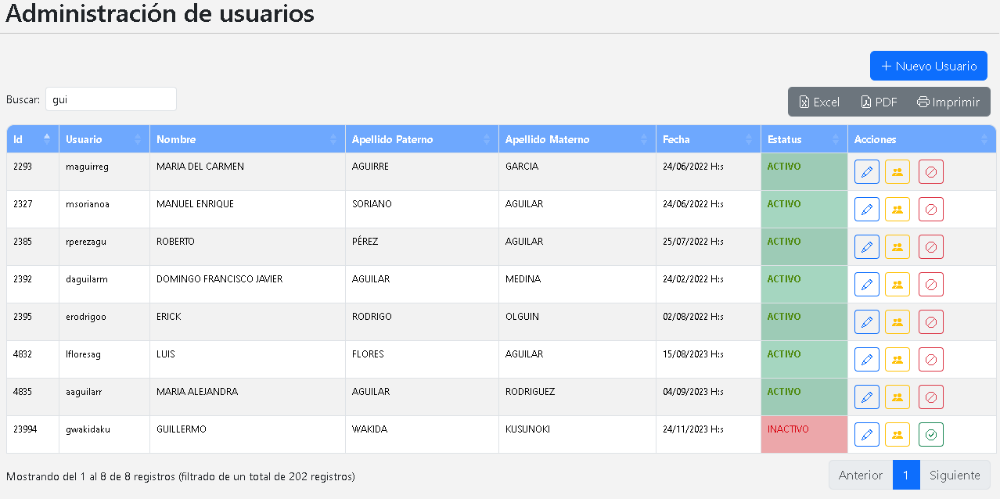 Administración de usuarios
Nuevo Usuario
Buscar: gui
Excel PDF Imprimir
Id Usuario Nombre Apellido Paterno Apellido Materno Fecha Estatus Acciones
2293 maguirreg MARIA DEL CARMEN AGUIRRE GARCIA 24/06/2022 H:s ACTIVO
2327 msorianoa MANUEL ENRIQUE SORIANO AGUILAR 24/06/2022 H:s ACTIVO
2385 rperezagu ROBERTO PÉREZ AGUILAR 25/07/2022 H:s ACTIVO
2392 daguilarm DOMINGO FRANCISCO JAVIER AGUILAR MEDINA 24/02/2022 H:s ACTIVO
2395 erodrigoo ERICK RODRIGO OLGUIN 02/08/2022 H:s ACTIVO
4832 lfloresag LUIS FLORES AGUILAR 15/08/2023 H:s ACTIVO
4835 aaguilarr MARIA ALEJANDRA AGUILAR RODRIGUEZ 04/09/2023 H:s ACTIVO
23994 gwakidaku GUILLERMO WAKIDA KUSUNOKI 24/11/2023 H:s INACTIVO
Mostrando del 1 al 8 de 8 registros (filtrado de un total de 202 registros)
Anterior 1 Siguiente